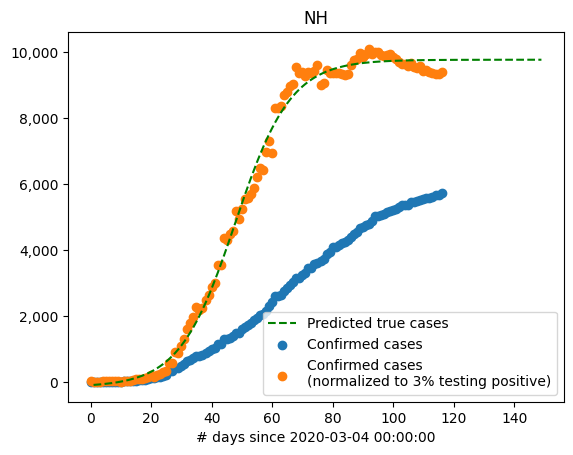 NH
10,000
8,000
6,000
4,000
2,000
0
Predicted true cases
Confirmed cases
Confirmed cases
(normalized to 3% testing positive)
0 20 40 60 80 100 120 140
# days since 2020-03-04 00:00:00